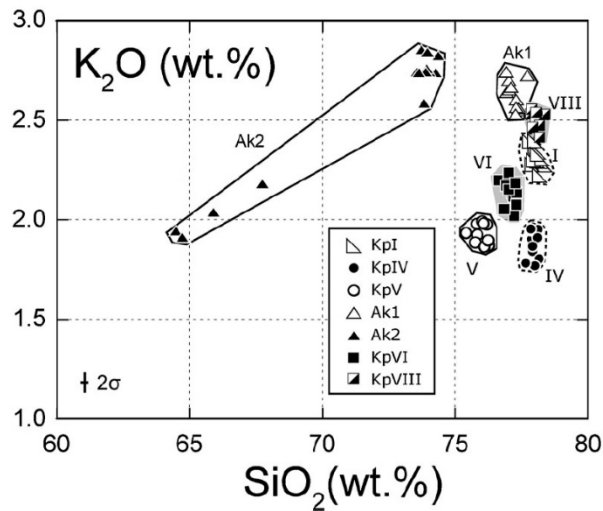 3.0
K₂O (wt.%)
Ak1
VIII
2.5
Ak2
I
VI
2.0
V
IV
KpI
KpIV
KpV
Ak1
Ak2
KpVI
KpVIII
1.5
2σ
1.0
60 65 70 75 80
SiO₂(wt.%)